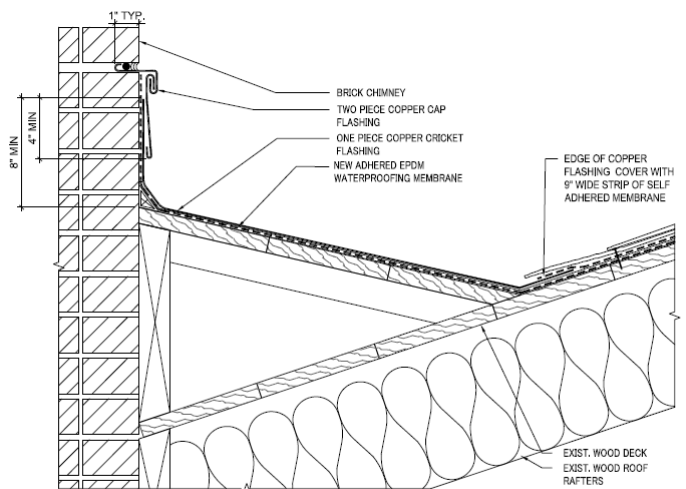 1" TYP.
BRICK CHIMNEY
TWO PIECE COPPER CAP
FLASHING
ONE PIECE COPPER CRICKET
FLASHING
NEW ADHERED EPDM
WATERPROOFING MEMBRANE
8" MIN
4" MIN
EDGE OF COPPER
FLASHING COVER WITH
9" WIDE STRIP OF SELF
ADHERED MEMBRANE
EXIST. WOOD DECK
EXIST. WOOD ROOF
RAFTERS